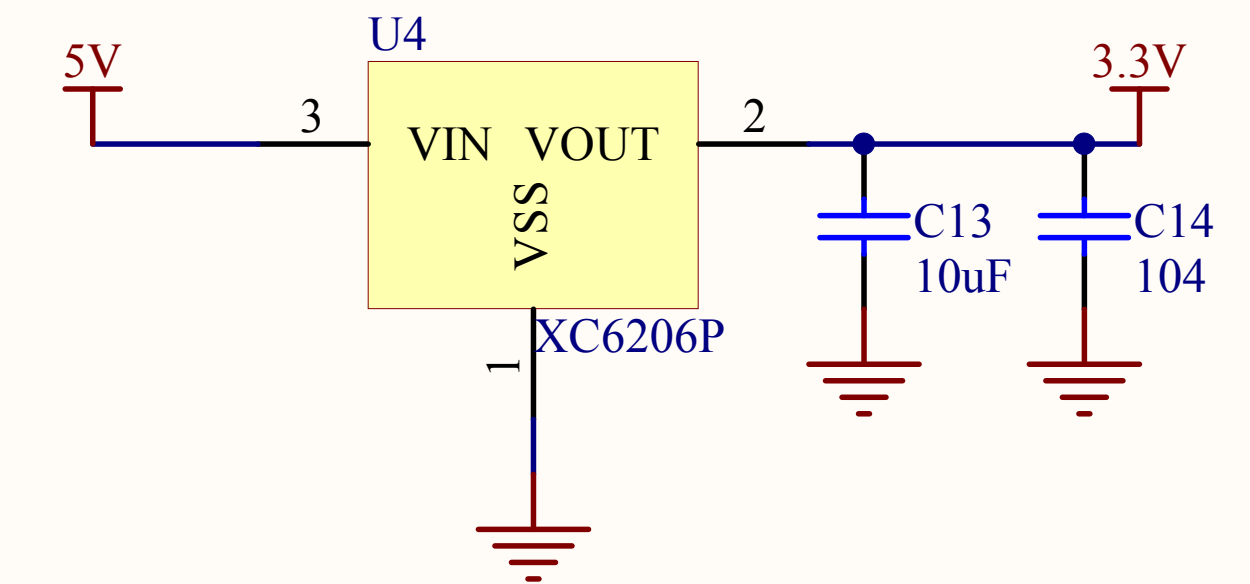 U4
5V
3.3V
3
VIN
VOUT
2
VSS
C13
10uF
C14
104
XC6206P
1